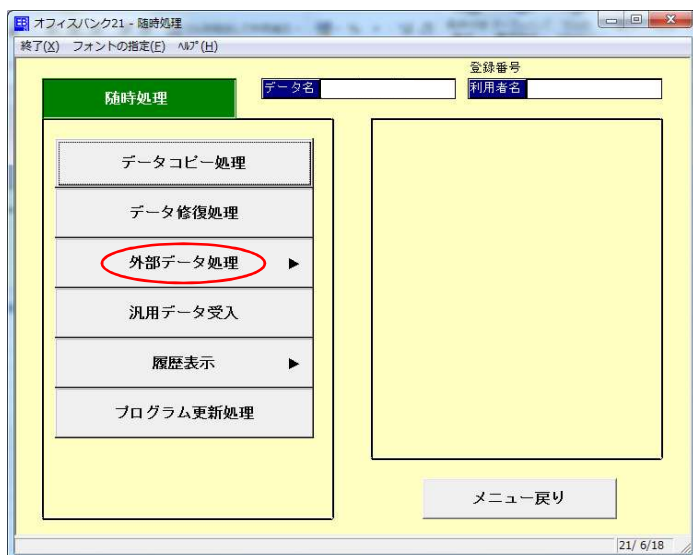 オフィスバンク21 - 随時処理
終了(X) フォントの指定(F) ﾍﾙﾌﾟ(H)
登録番号
随時処理
データ名
利用者名
データコピー処理
データ修復処理
外部データ処理 ▶
汎用データ受入
履歴表示 ▶
プログラム更新処理
メニュー戻り
21/ 6/18